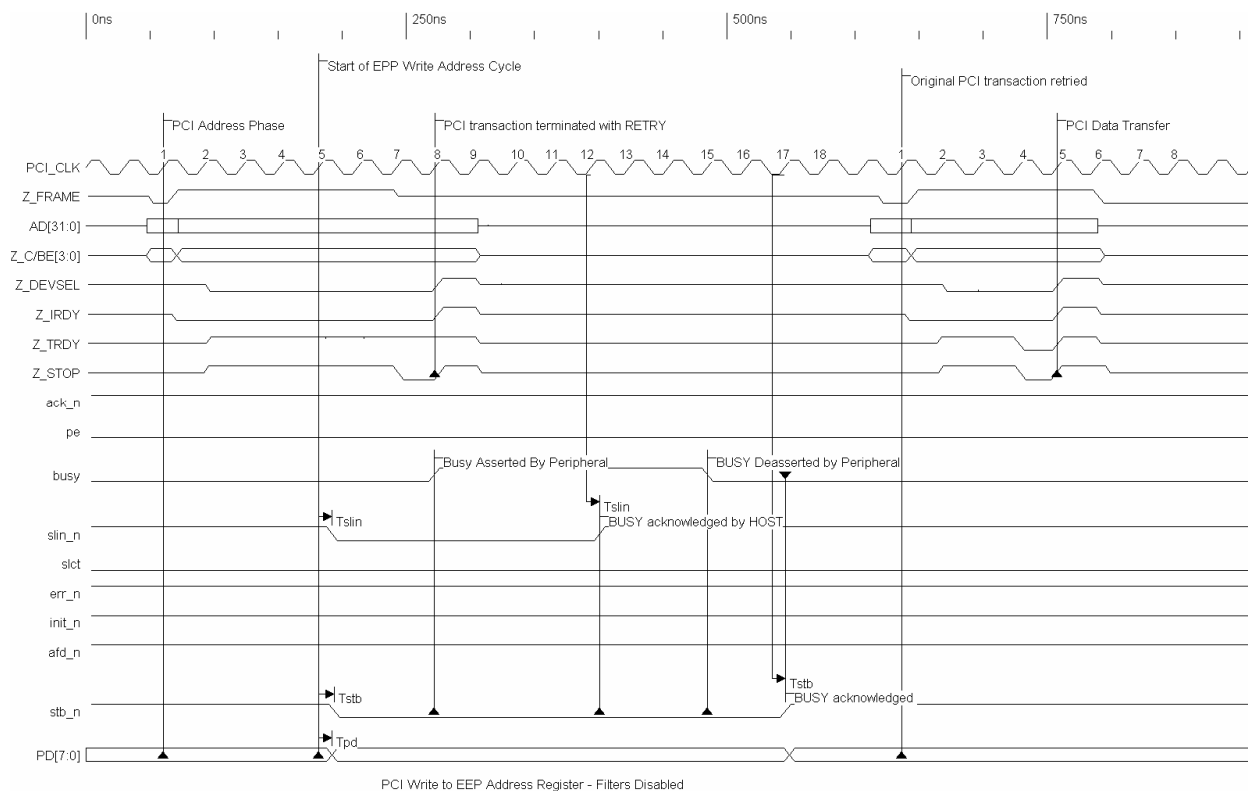 0ns 250ns 500ns 750ns
Start of EPP Write Address Cycle
Original PCI transaction retried
PCI Address Phase PCI transaction terminated with RETRY PCI Data Transfer
PCI_CLK 1 2 3 4 5 6 7 8 9 10 11 12 13 14 15 16 17 18 1 2 3 4 5 6 7 8
Z_FRAME
AD[31:0]
Z_C/BE[3:0]
Z_DEVSEL
Z_IRDY
Z_TRDY
Z_STOP
ack_n
pe
Busy Asserted By Peripheral BUSY Deasserted by Peripheral
busy
Tslin
Tslin
BUSY acknowledged by HOST
slin_n
slct
err_n
init_n
afd_n
Tstb
Tstb
BUSY acknowledged
stb_n
Tpd
PD[7:0]
PCI Write to EEP Address Register - Filters Disabled